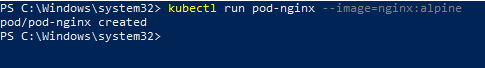 PS C:\Windows\system32> kubectl run pod-nginx --image=nginx:alpine
pod/pod-nginx created
PS C:\Windows\system32>